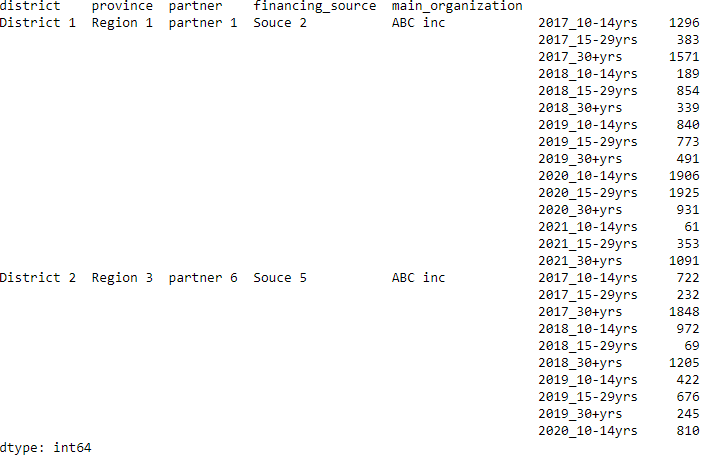 district    province  partner    financing_source  main_organization
District 1  Region 1  partner 1  Souce 2           ABC inc            2017_10-14yrs    1296
2017_15-29yrs     383
2017_30+yrs      1571
2018_10-14yrs     189
2018_15-29yrs     854
2018_30+yrs       339
2019_10-14yrs     840
2019_15-29yrs     773
2019_30+yrs       491
2020_10-14yrs    1906
2020_15-29yrs    1925
2020_30+yrs       931
2021_10-14yrs      61
2021_15-29yrs     353
2021_30+yrs      1091
District 2  Region 3  partner 6  Souce 5           ABC inc            2017_10-14yrs     722
2017_15-29yrs     232
2017_30+yrs      1848
2018_10-14yrs     972
2018_15-29yrs      69
2018_30+yrs      1205
2019_10-14yrs     422
2019_15-29yrs     676
2019_30+yrs       245
2020_10-14yrs     810
dtype: int64